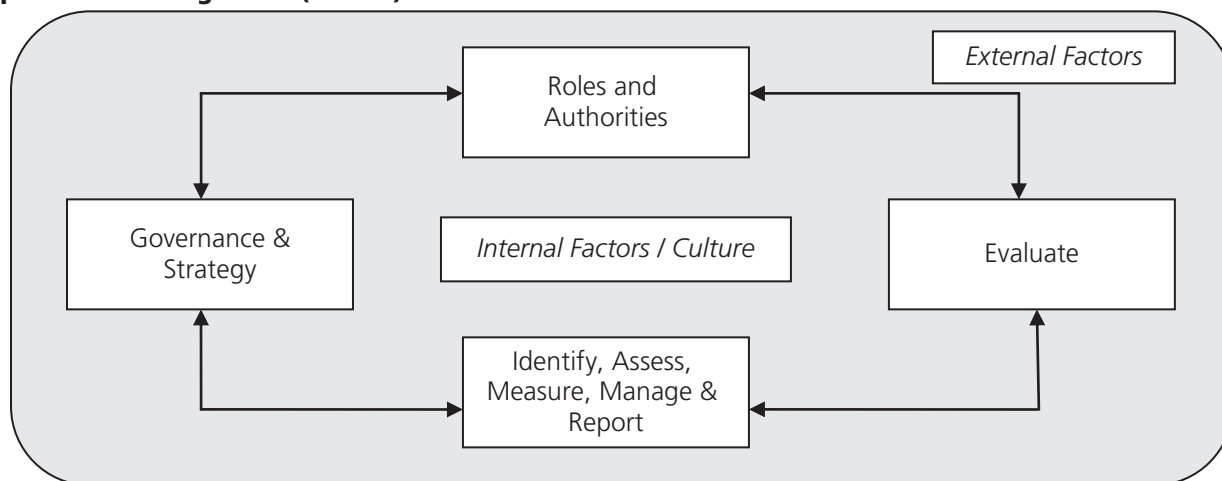 External Factors
Roles and
Authorities
Governance &
Strategy
Internal Factors / Culture
Evaluate
Identify, Assess,
Measure, Manage &
Report